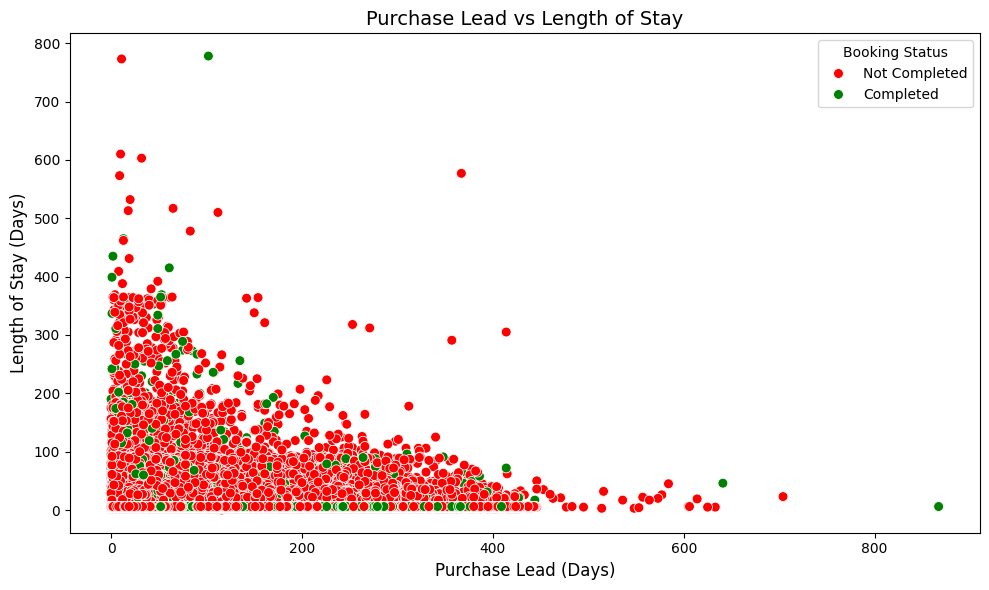 Purchase Lead vs Length of Stay
Booking Status
Not Completed
Completed
Length of Stay (Days)
800
700
600
500
400
300
200
100
0
0 200 400 600 800
Purchase Lead (Days)